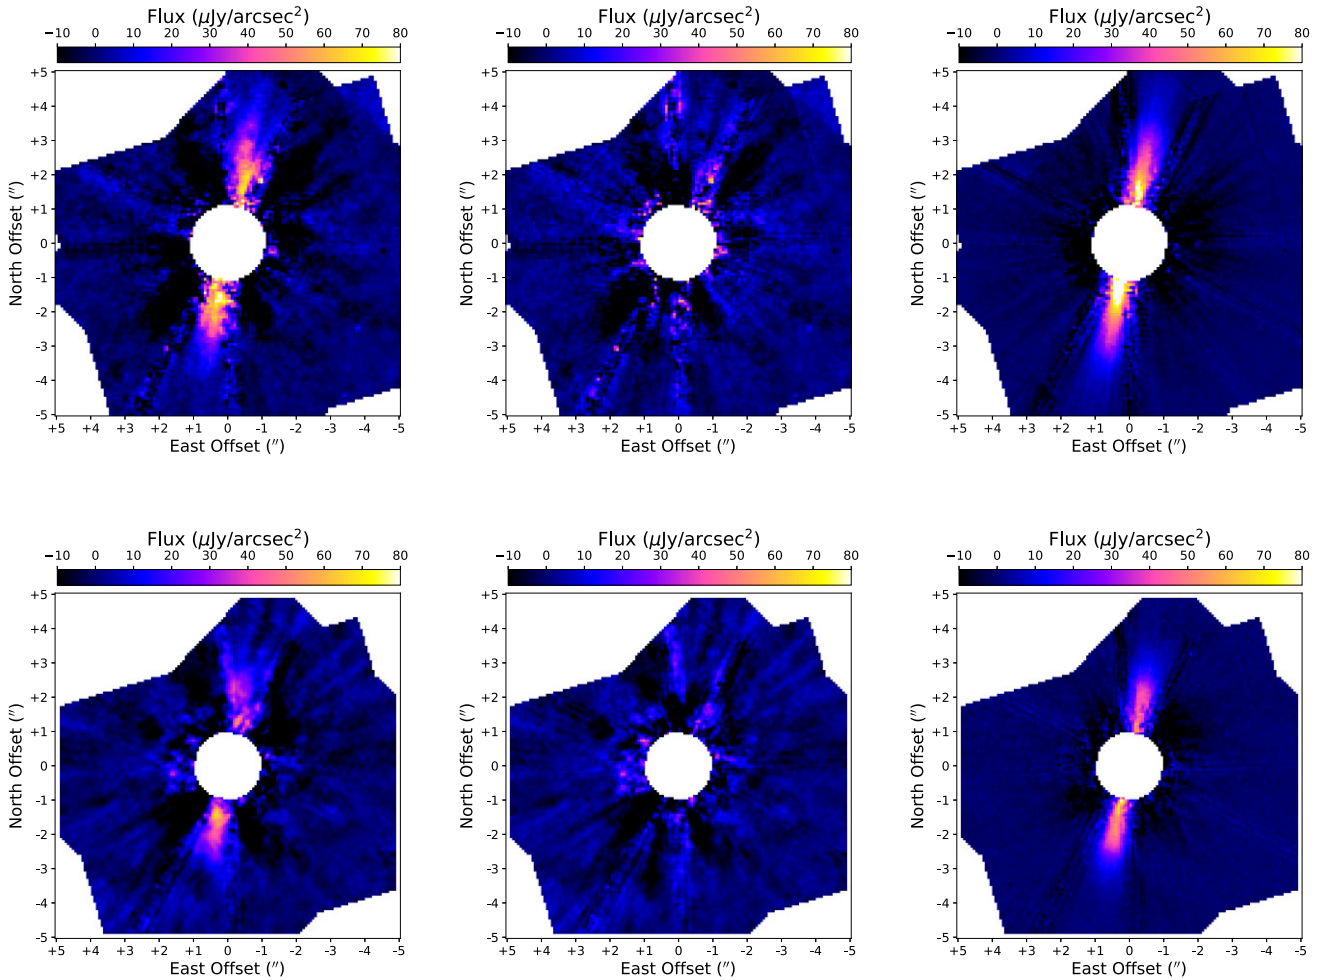 Flux (μJy/arcsec²) Flux (μJy/arcsec²) Flux (μJy/arcsec²)
−10 0 10 20 30 40 50 60 70 80 −10 0 10 20 30 40 50 60 70 80 −10 0 10 20 30 40 50 60 70 80
+5 +5 +5
+4 +4 +4
+3 +3 +3
+2 +2 +2
+1 +1 +1
0 0 0
-1 -1 -1
-2 -2 -2
-3 -3 -3
-4 -4 -4
-5 -5 -5
North Offset (″) North Offset (″) North Offset (″)
+5 +4 +3 +2 +1 0 -1 -2 -3 -4 -5 +5 +4 +3 +2 +1 0 -1 -2 -3 -4 -5 +5 +4 +3 +2 +1 0 -1 -2 -3 -4 -5
East Offset (″) East Offset (″) East Offset (″)
Flux (μJy/arcsec²) Flux (μJy/arcsec²) Flux (μJy/arcsec²)
−10 0 10 20 30 40 50 60 70 80 −10 0 10 20 30 40 50 60 70 80 −10 0 10 20 30 40 50 60 70 80
+5 +5 +5
+4 +4 +4
+3 +3 +3
+2 +2 +2
+1 +1 +1
0 0 0
-1 -1 -1
-2 -2 -2
-3 -3 -3
-4 -4 -4
-5 -5 -5
North Offset (″) North Offset (″) North Offset (″)
+5 +4 +3 +2 +1 0 -1 -2 -3 -4 -5 +5 +4 +3 +2 +1 0 -1 -2 -3 -4 -5 +5 +4 +3 +2 +1 0 -1 -2 -3 -4 -5
East Offset (″) East Offset (″) East Offset (″)